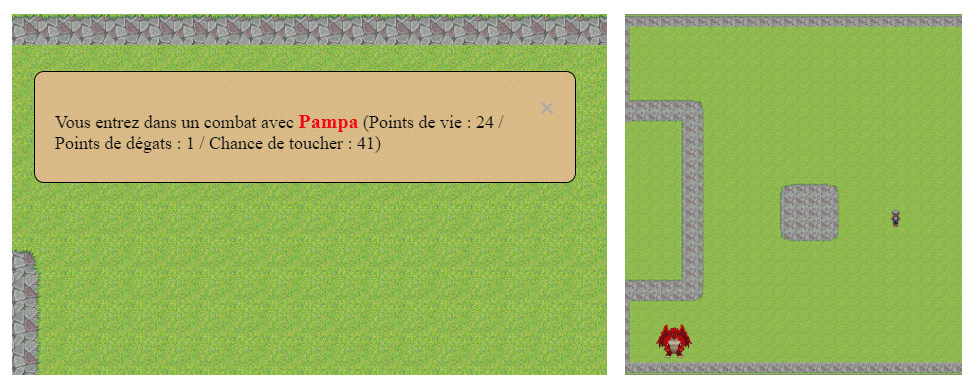 ×
Vous entrez dans un combat avec Pampa (Points de vie : 24 /
Points de dégats : 1 / Chance de toucher : 41)